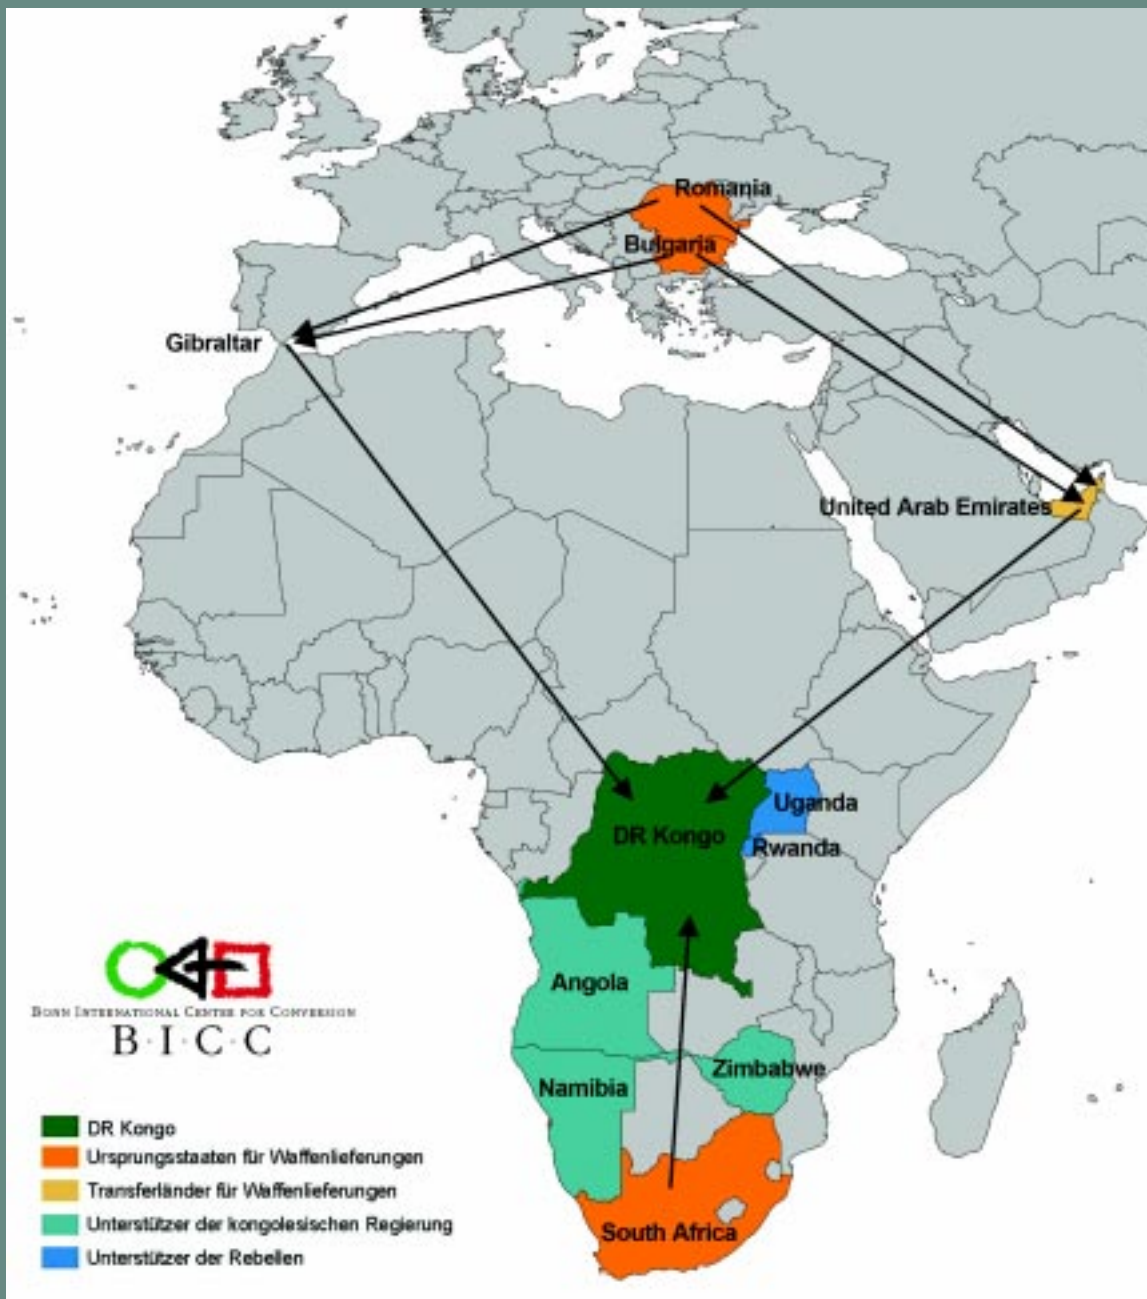 Romania
Bulgaria
Gibraltar
United Arab Emirates
Uganda
DR Kongo
Rwanda
Angola
Zimbabwe
Namibia
South Africa
BONN INTERNATIONAL CENTER FOR CONVERSION
B·I·C·C
DR Kongo
Ursprungsstaaten für Waffenlieferungen
Transferländer für Waffenlieferungen
Unterstützer der kongolesischen Regierung
Unterstützer der Rebellen